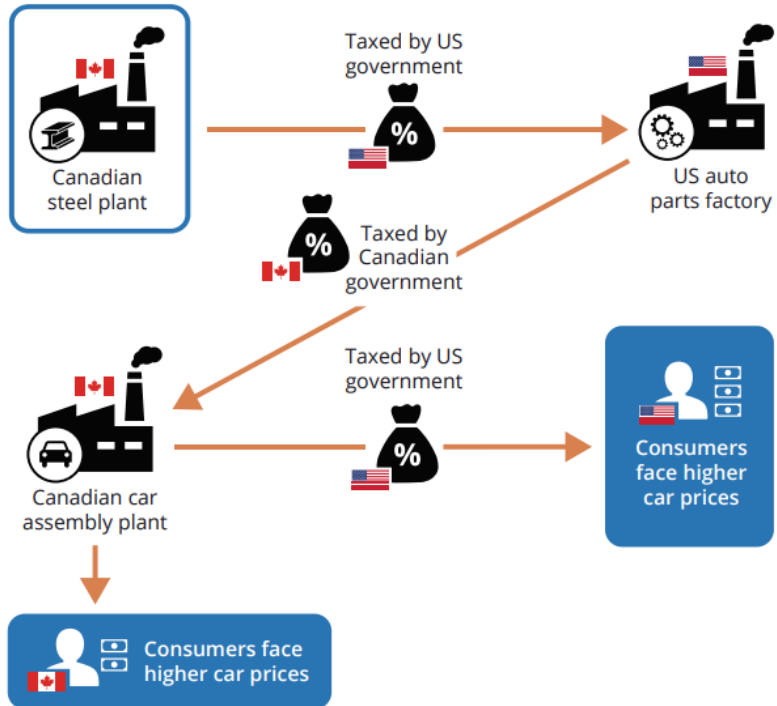 Taxed by US
government
%
Canadian
steel plant
US auto
parts factory
%
Taxed by
Canadian
government
Taxed by US
government
%
Canadian car
assembly plant
Consumers
face higher
car prices
Consumers face
higher car prices